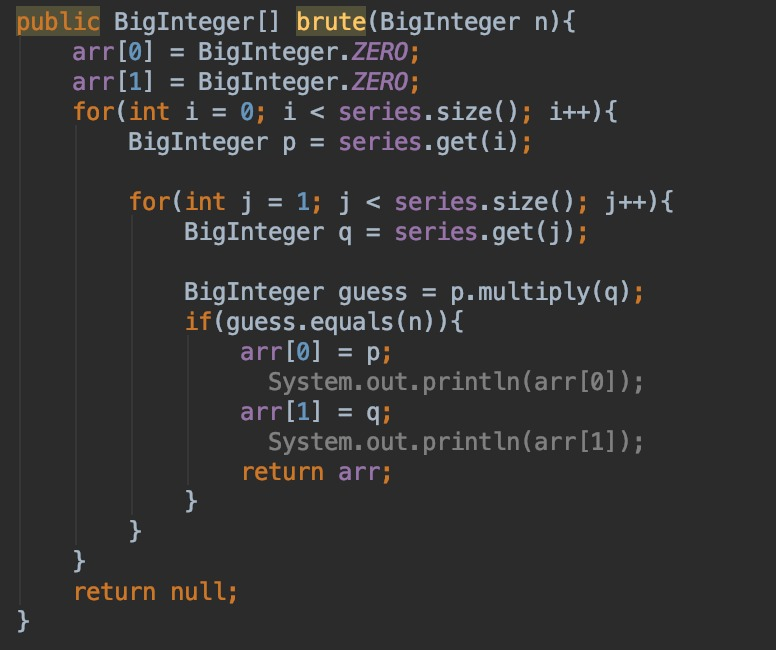 public BigInteger[] brute(BigInteger n){
    arr[0] = BigInteger.ZERO;
    arr[1] = BigInteger.ZERO;
    for(int i = 0; i < series.size(); i++){
        BigInteger p = series.get(i);

        for(int j = 1; j < series.size(); j++){
            BigInteger q = series.get(j);

            BigInteger guess = p.multiply(q);
            if(guess.equals(n)){
                arr[0] = p;
                  System.out.println(arr[0]);
                arr[1] = q;
                  System.out.println(arr[1]);
                return arr;
            }
        }
    }
    return null;
}